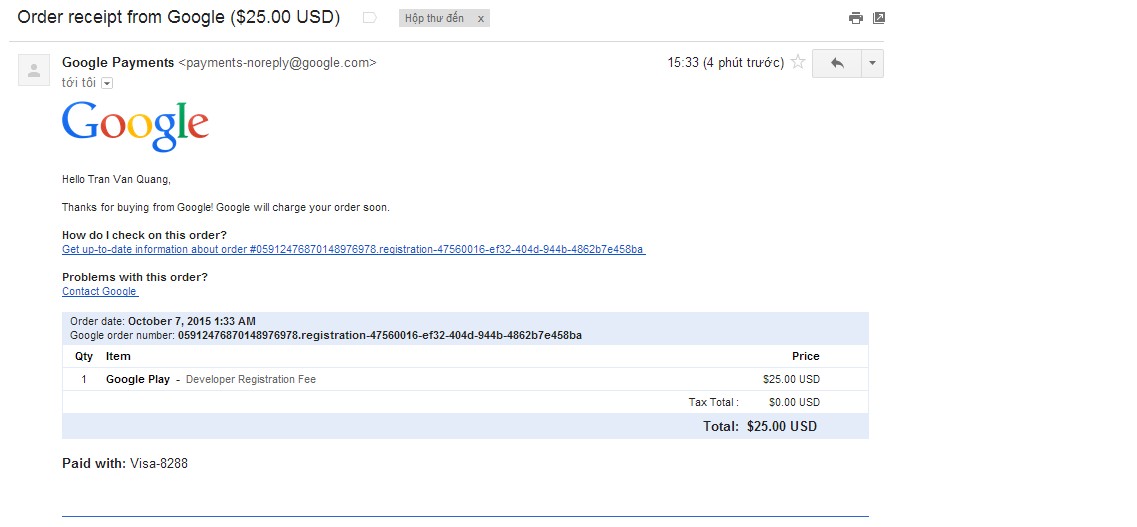 Order receipt from Google ($25.00 USD) Hộp thư đến x
Google Payments <payments-noreply@google.com> 15:33 (4 phút trước)
tới tôi
Google
Hello Tran Van Quang,
Thanks for buying from Google! Google will charge your order soon.
How do I check on this order?
Get up-to-date information about order #05912476870148976978.registration-47560016-ef32-404d-944b-4862b7e458ba
Problems with this order?
Contact Google
Order date: October 7, 2015 1:33 AM
Google order number: 05912476870148976978.registration-47560016-ef32-404d-944b-4862b7e458ba
Qty Item Price
1 Google Play - Developer Registration Fee $25.00 USD
Tax Total : $0.00 USD
Total: $25.00 USD
Paid with: Visa-8288